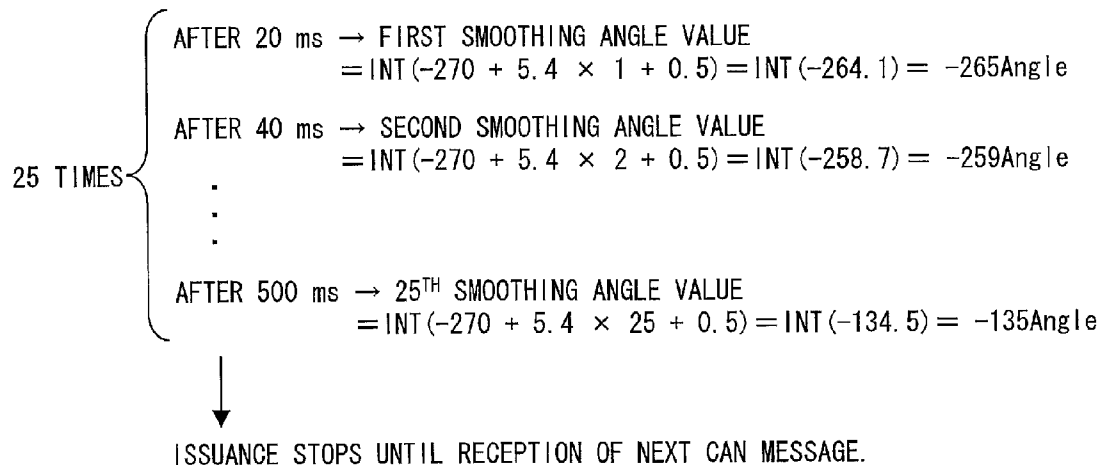 AFTER 20 ms → FIRST SMOOTHING ANGLE VALUE
=INT(-270 + 5.4 × 1 + 0.5)=INT(-264.1)= -265Angle
AFTER 40 ms → SECOND SMOOTHING ANGLE VALUE
=INT(-270 + 5.4 × 2 + 0.5)=INT(-258.7)= -259Angle
25 TIMES
.
.
.
AFTER 500 ms → 25TH SMOOTHING ANGLE VALUE
=INT(-270 + 5.4 × 25 + 0.5)=INT(-134.5)= -135Angle
ISSUANCE STOPS UNTIL RECEPTION OF NEXT CAN MESSAGE.